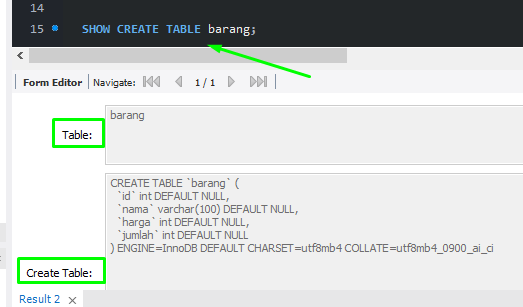 14
15 SHOW CREATE TABLE barang;
Form Editor Navigate: 1 / 1
Table:
barang
CREATE TABLE `barang` (
`id` int DEFAULT NULL,
`nama` varchar(100) DEFAULT NULL,
`harga` int DEFAULT NULL,
`jumlah` int DEFAULT NULL
) ENGINE=InnoDB DEFAULT CHARSET=utf8mb4 COLLATE=utf8mb4_0900_ai_ci
Create Table:
Result 2 ×